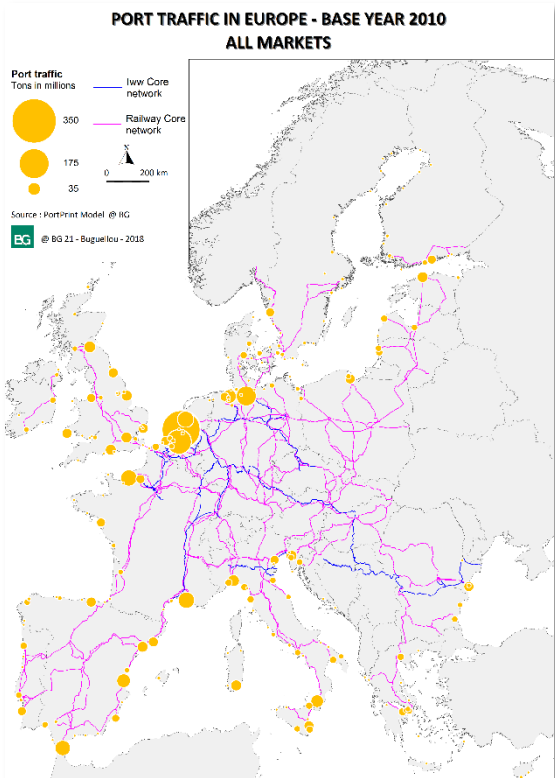 PORT TRAFFIC IN EUROPE - BASE YEAR 2010
ALL MARKETS
Port traffic
Tons in millions
Iww Core
network
350
Railway Core
network
175
N
0 200 km
35
Source : PortPrint Model @ BG
BG @ BG 21 - Buguellou - 2018